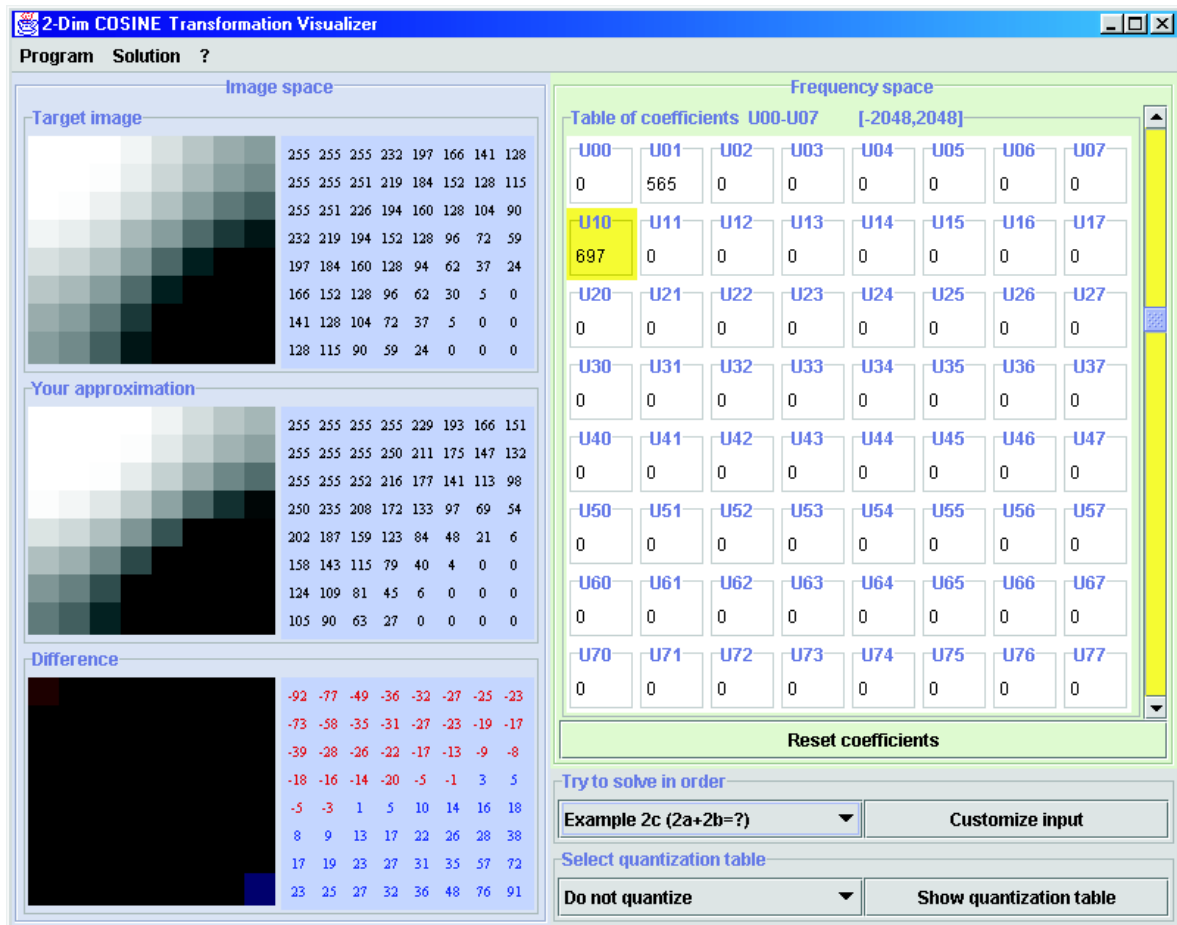 2-Dim COSINE Transformation Visualizer
Program Solution ?
Image space
Target image
255 255 255 232 197 166 141 128
255 255 251 219 184 152 128 115
255 251 226 194 160 128 104 90
232 219 194 152 128 96 72 59
197 184 160 128 94 62 37 24
166 152 128 96 62 30 5 0
141 128 104 72 37 5 0 0
128 115 90 59 24 0 0 0
Your approximation
255 255 255 255 229 193 166 151
255 255 255 250 211 175 147 132
255 255 252 216 177 141 113 98
250 235 208 172 133 97 69 54
202 187 159 123 84 48 21 6
158 143 115 79 40 4 0 0
124 109 81 45 6 0 0 0
105 90 63 27 0 0 0 0
Difference
-92 -77 -49 -36 -32 -27 -25 -23
-73 -58 -35 -31 -27 -23 -19 -17
-39 -28 -26 -22 -17 -13 -9 -8
-18 -16 -14 -20 -5 -1 3 5
-5 -3 1 5 10 14 16 18
8 9 13 17 22 26 28 38
17 19 23 27 31 35 57 72
23 25 27 32 36 48 76 91
Frequency space
Table of coefficients U00-U07 [-2048,2048]
U00 U01 U02 U03 U04 U05 U06 U07
0 565 0 0 0 0 0 0
U10 U11 U12 U13 U14 U15 U16 U17
697 0 0 0 0 0 0 0
U20 U21 U22 U23 U24 U25 U26 U27
0 0 0 0 0 0 0 0
U30 U31 U32 U33 U34 U35 U36 U37
0 0 0 0 0 0 0 0
U40 U41 U42 U43 U44 U45 U46 U47
0 0 0 0 0 0 0 0
U50 U51 U52 U53 U54 U55 U56 U57
0 0 0 0 0 0 0 0
U60 U61 U62 U63 U64 U65 U66 U67
0 0 0 0 0 0 0 0
U70 U71 U72 U73 U74 U75 U76 U77
0 0 0 0 0 0 0 0
Reset coefficients
Try to solve in order
Example 2c (2a+2b=?) Customize input
Select quantization table
Do not quantize Show quantization table